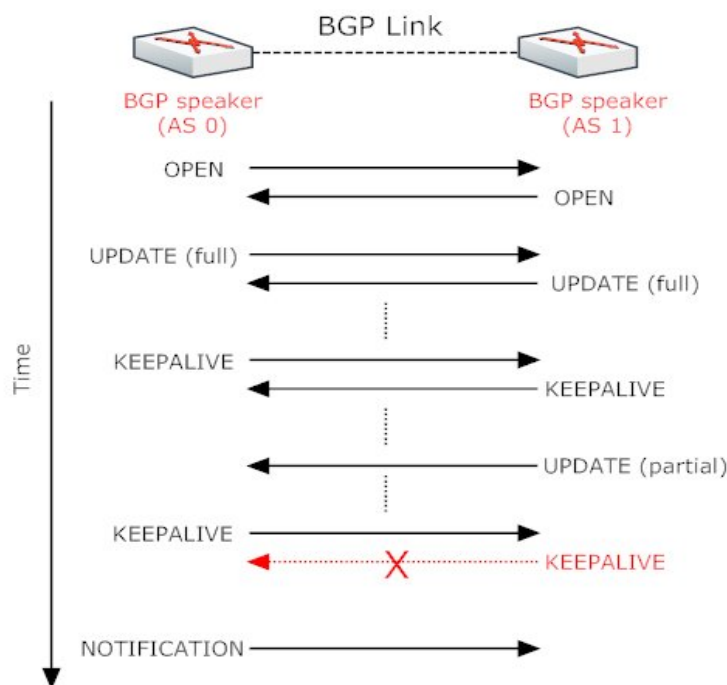 BGP Link
BGP speaker
(AS 0)
BGP speaker
(AS 1)
OPEN
OPEN
UPDATE (full)
UPDATE (full)
KEEPALIVE
KEEPALIVE
UPDATE (partial)
KEEPALIVE
KEEPALIVE
NOTIFICATION
Time